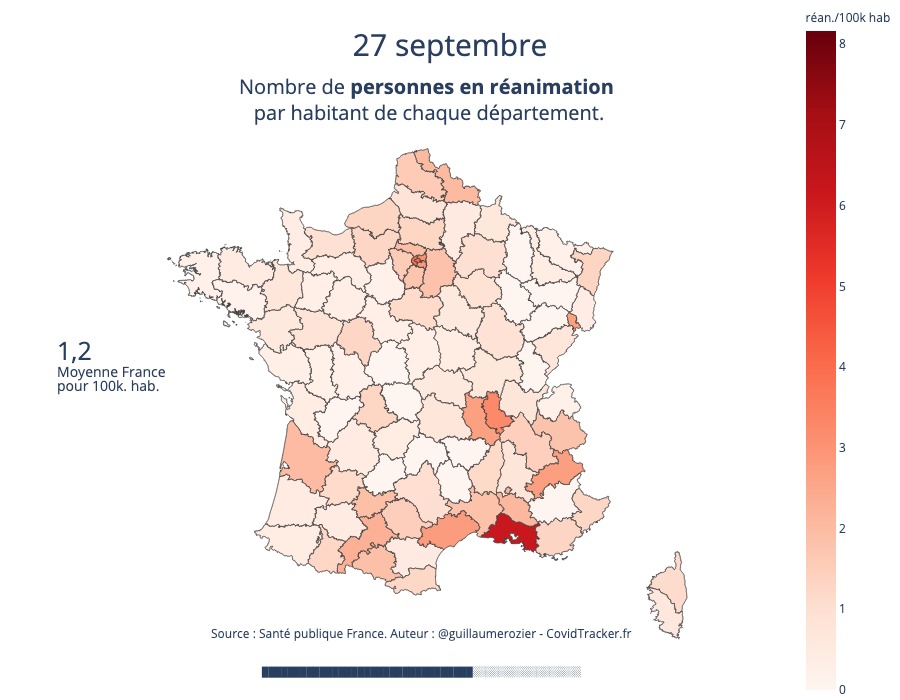 réan./100k hab
27 septembre
Nombre de personnes en réanimation
par habitant de chaque département.
8
7
6
5
4
3
2
1
0
1,2
Moyenne France
pour 100k. hab.
Source : Santé publique France. Auteur : @guillaumerozier - CovidTracker.fr